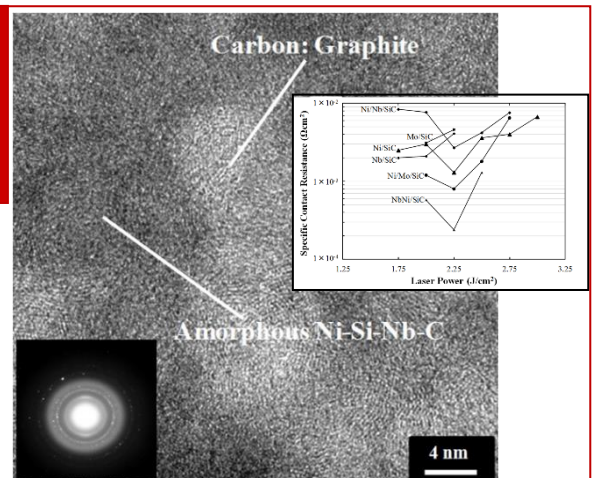 Carbon: Graphite
1×10⁻²
Ni/Nb/SiC
Mo/SiC
Ni/SiC
Nb/SiC
1×10⁻³
Ni/Mo/SiC
NbNi/SiC
1×10⁻⁴
Specific Contact Resistance (Ωcm²)
1.25 1.75 2.25 2.75 3.25
Laser Power (J/cm²)
Amorphous Ni-Si-Nb-C
4 nm